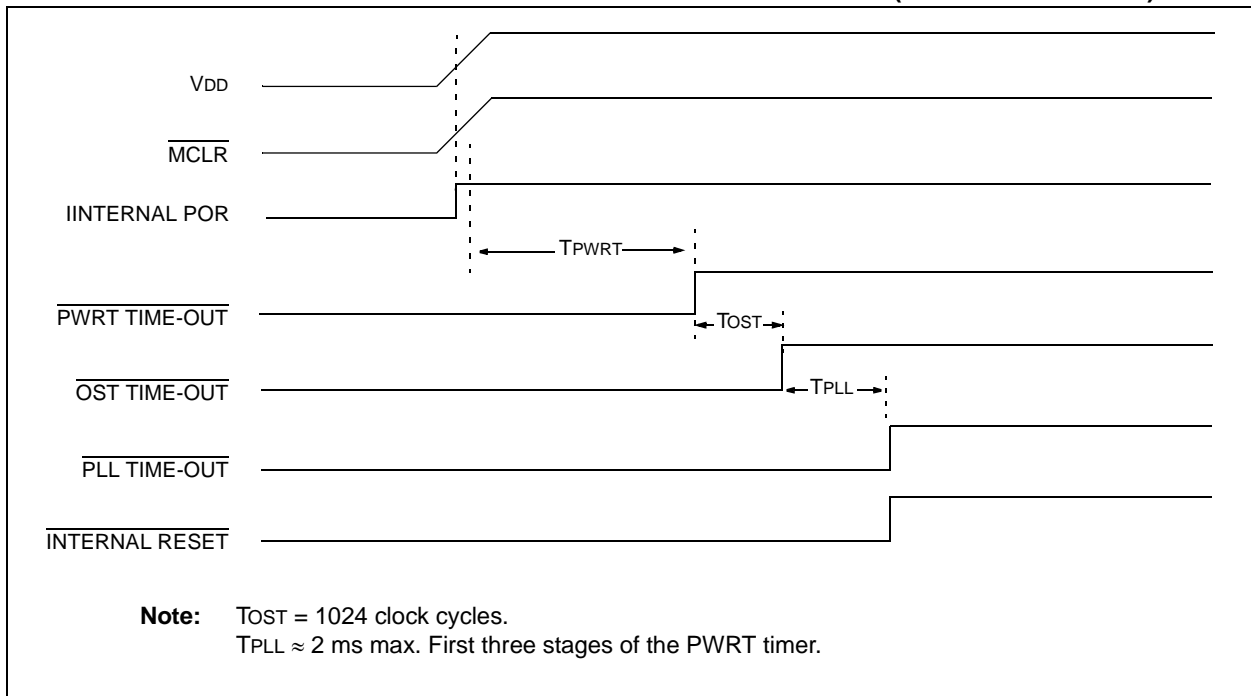 VDD
MCLR
IINTERNAL POR
TPWRT
PWRT TIME-OUT
TOST
OST TIME-OUT
TPLL
PLL TIME-OUT
INTERNAL RESET
Note: TOST = 1024 clock cycles.
TPLL ≈ 2 ms max. First three stages of the PWRT timer.